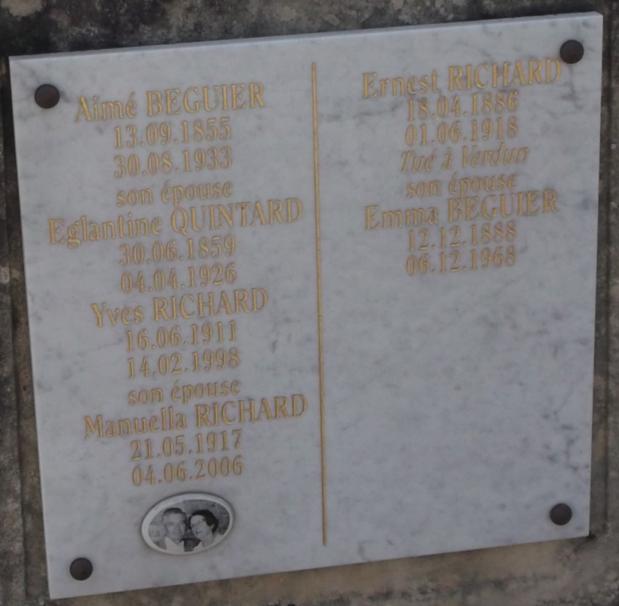 Aimé BEGUIER
13.09.1855
30.08.1933
son épouse
Eglantine QUINTARD
30.06.1859
04.04.1926
Yves RICHARD
16.06.1911
14.02.1998
son épouse
Manuella RICHARD
21.05.1917
04.06.2006
Ernest RICHARD
18.04.1886
01.06.1918
Tué à Verdun
son épouse
Emma BEGUIER
12.12.1888
06.12.1968